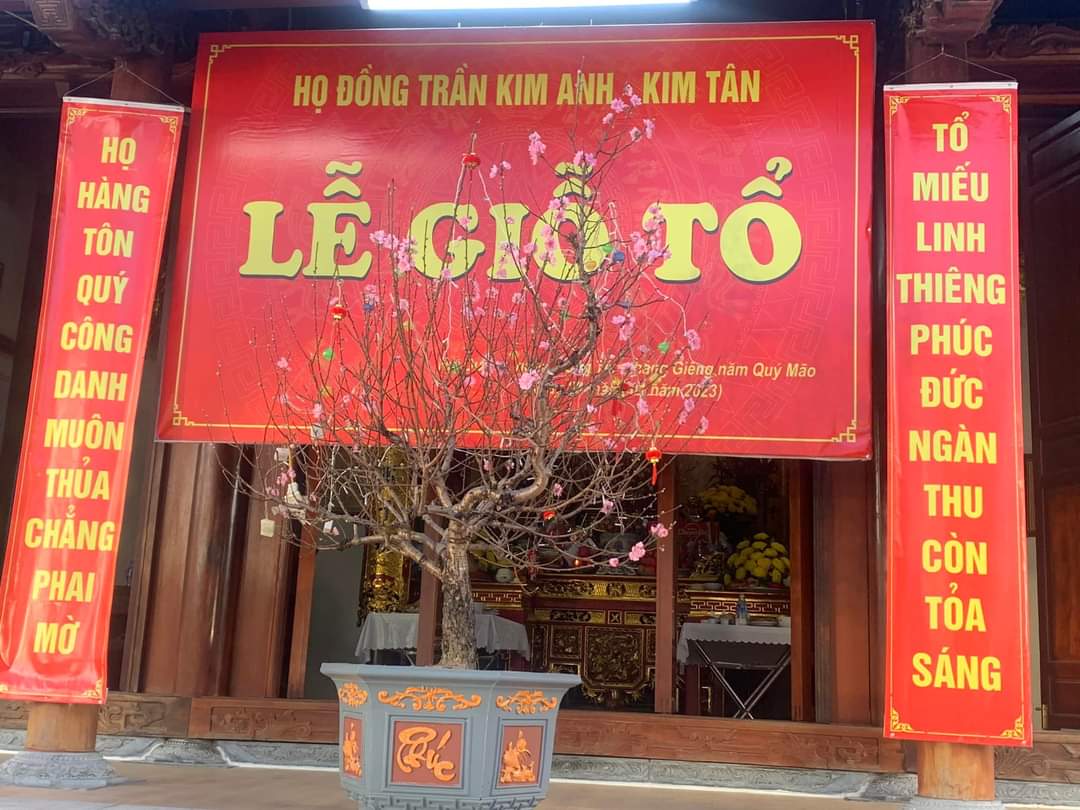 HỌ ĐỒNG TRẦN KIM ANH KIM TÂN
LỄ GIỖ TỔ
Giêng năm Quý Mão
năm 2023)
HỌ
HÀNG
TÔN
QUÝ
CÔNG
DANH
MUÔN
THỦA
CHẲNG
PHAI
MỜ
TỔ
MIẾU
LINH
THIÊNG
PHÚC
ĐỨC
NGÀN
THU
CÒN
TỎA
SÁNG
Phúc